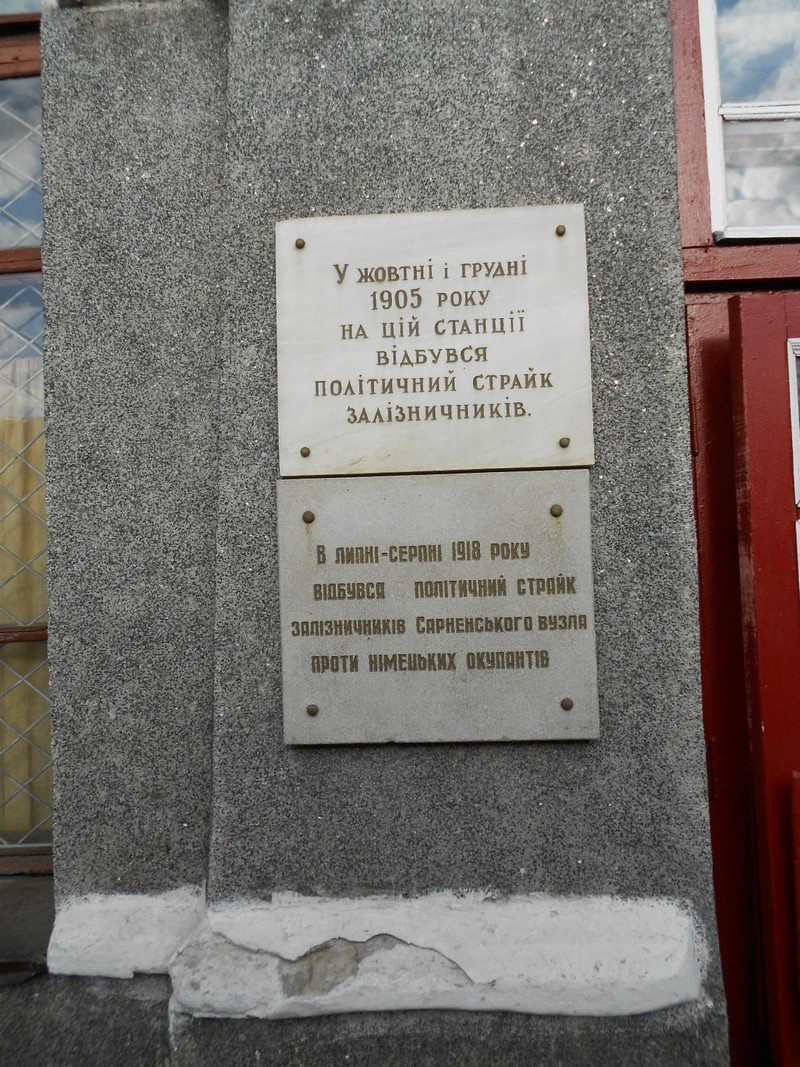 У ЖОВТНІ І ГРУДНІ
1905 РОКУ
НА ЦІЙ СТАНЦІЇ
ВІДБУВСЯ
ПОЛІТИЧНИЙ СТРАЙК
ЗАЛІЗНИЧНИКІВ.
В ЛИПНІ-СЕРПНІ 1918 РОКУ
ВІДБУВСЯ ПОЛІТИЧНИЙ СТРАЙК
ЗАЛІЗНИЧНИКІВ САРНЕНСЬКОГО ВУЗЛА
ПРОТИ НІМЕЦЬКИХ ОКУПАНТІВ